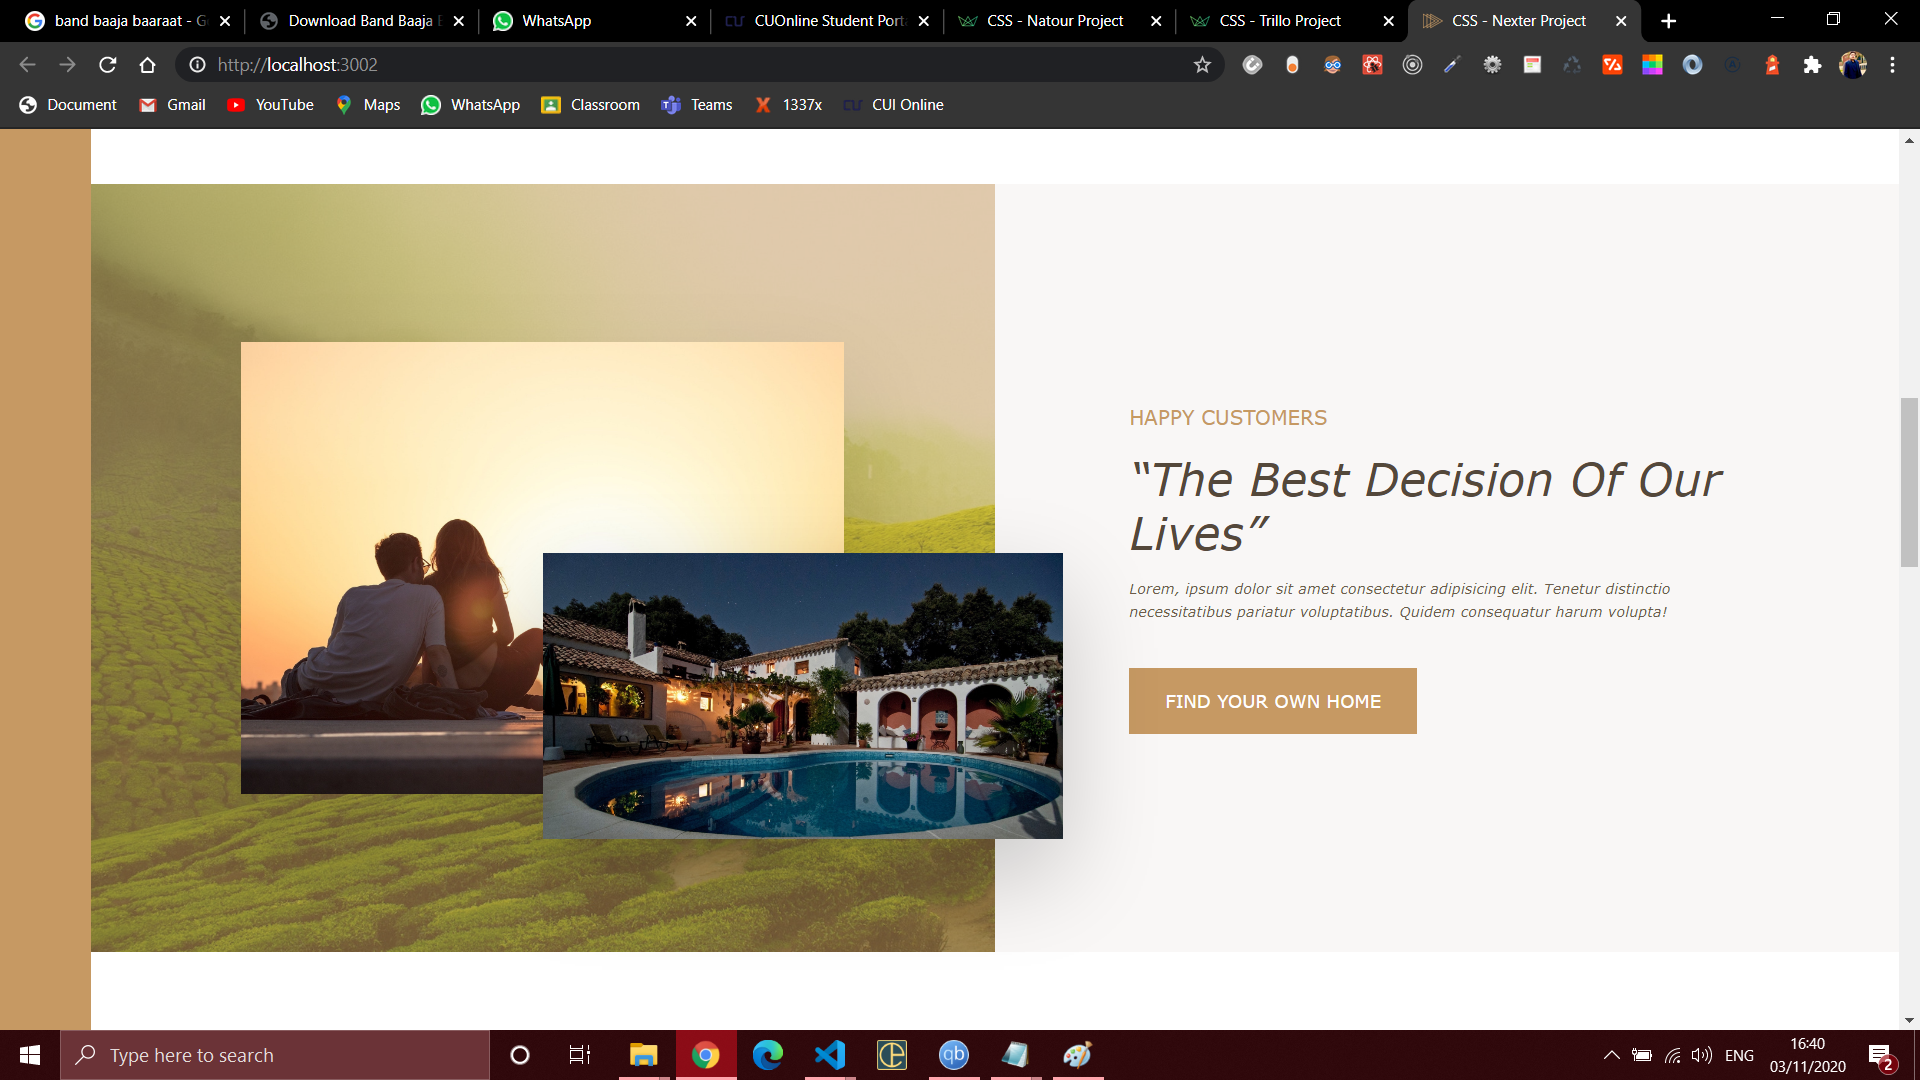 band baaja baaraat - G
Download Band Baaja
WhatsApp
CUOnline Student Port
CSS - Natour Project
CSS - Trillo Project
CSS - Nexter Project
http://localhost:3002
Document
Gmail
YouTube
Maps
WhatsApp
Classroom
Teams
1337x
CUI Online
HAPPY CUSTOMERS
“The Best Decision Of Our
Lives”
Lorem, ipsum dolor sit amet consectetur adipisicing elit. Tenetur distinctio
necessitatibus pariatur voluptatibus. Quidem consequatur harum volupta!
FIND YOUR OWN HOME
Type here to search
qb
ENG
16:40
03/11/2020
2